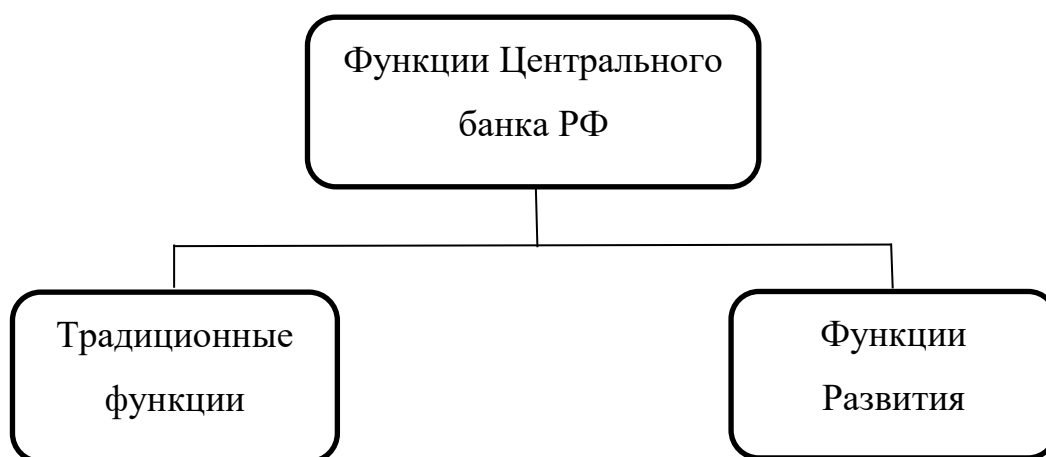 Функции Центрального
банка РФ
Традиционные
функции
Функции
Развития